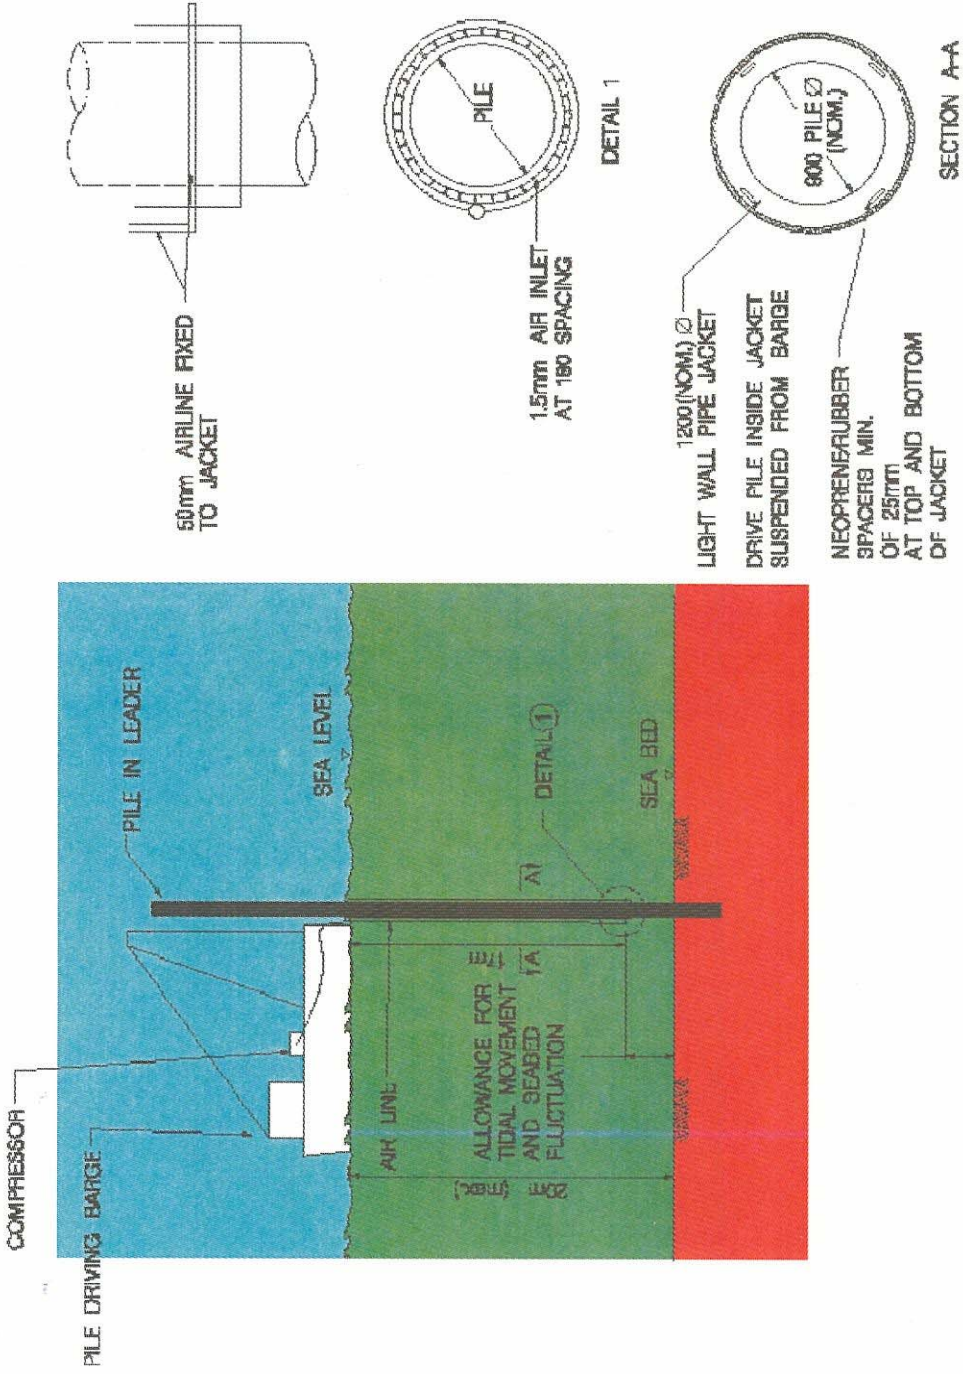 COMPRESSOR
PILE DRIVING BARGE
PILE IN LEADER
SEA LEVEL
AIR LINE
ALLOWANCE FOR
TIDAL MOVEMENT
AND SEABED
FLUCTUATION
A
A
DETAIL 1
SEA BED
50mm AIRLINE FIXED
TO JACKET
PILE
1.5mm AIR INLET
AT 180 SPACING
DETAIL 1
1200(NOM.) Ø
LIGHT WALL PIPE JACKET
DRIVE PILE INSIDE JACKET
SUSPENDED FROM BARGE
NEOPRENE/RUBBER
SPACERS MIN.
OF 25mm
AT TOP AND BOTTOM
OF JACKET
900 PILE Ø
(NOM.)
SECTION A-A